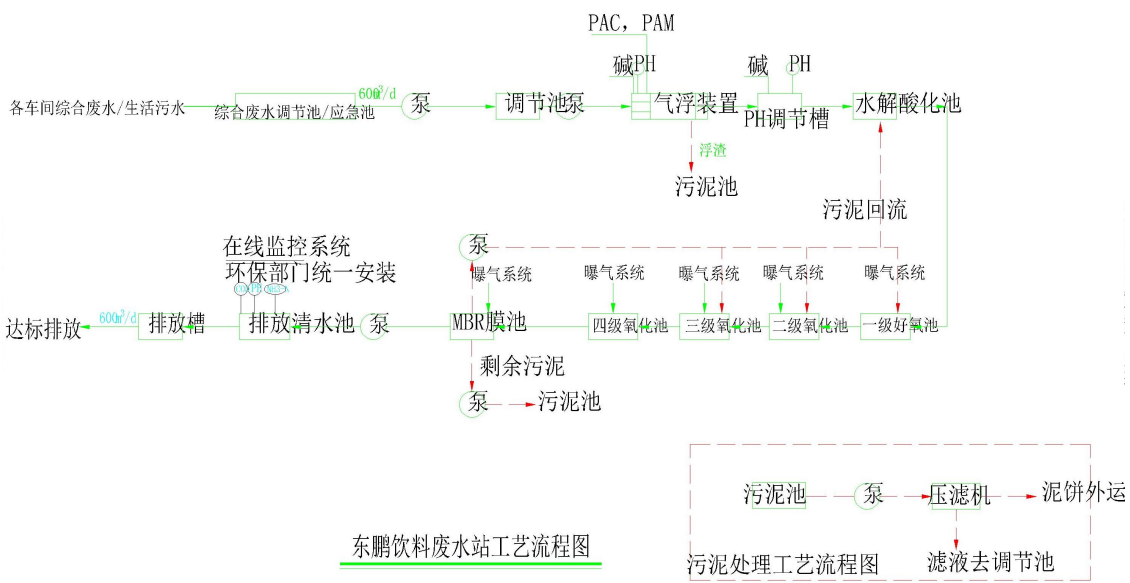 PAC，PAM
碱 PH
碱 PH
各车间综合废水/生活污水
600m³/d
综合废水调节池/应急池
泵
调节池
泵
气浮装置
PH调节槽
水解酸化池
浮渣
污泥池
污泥回流
在线监控系统
环保部门统一安装
泵
曝气系统
曝气系统
曝气系统
曝气系统
曝气系统
COD PH
达标排放
600m³/d
排放槽
排放清水池
泵
MBR膜池
四级氧化池
三级氧化池
二级氧化池
一级好氧池
剩余污泥
泵
污泥池
污泥池
泵
压滤机
泥饼外运
东鹏饮料废水站工艺流程图
污泥处理工艺流程图
滤液去调节池